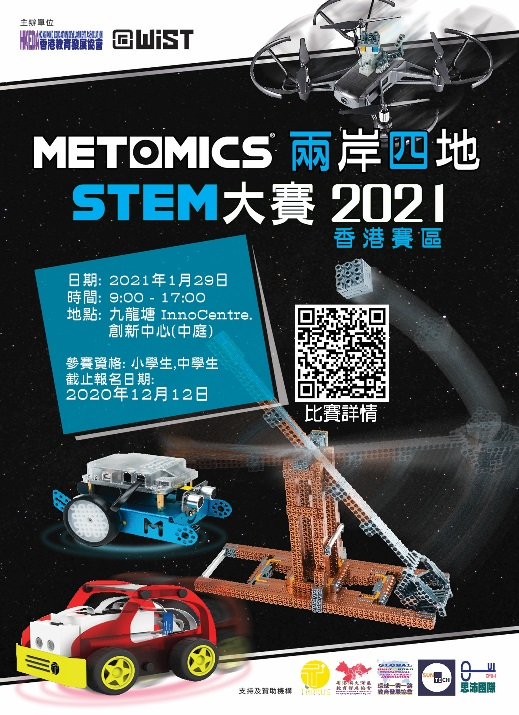 主辦單位
HKEDA 香港教育發展協會 WiST
METOMICS® 兩岸四地
STEM大賽 2021
香港賽區
日期: 2021年1月29日
時間: 9:00 - 17:00
地點: 九龍塘 InnoCentre.
創新中心(中庭)
參賽資格: 小學生,中學生
截止報名日期:
2020年12月12日
比賽詳情
M
支持及贊助機構
SUN TECH
思沛國際